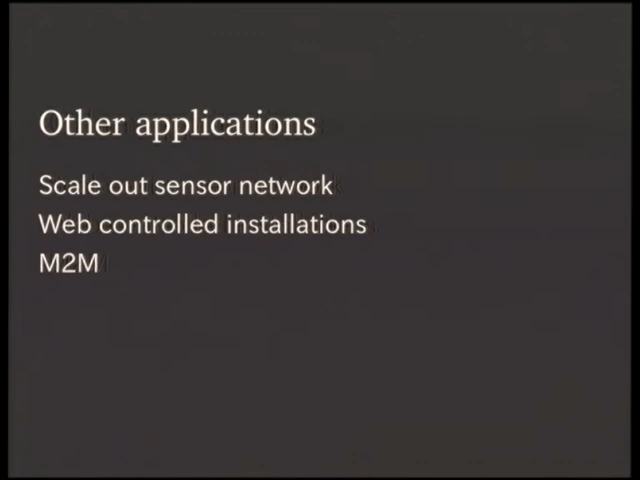 Other applications
Scale out sensor network
Web controlled installations
M2M